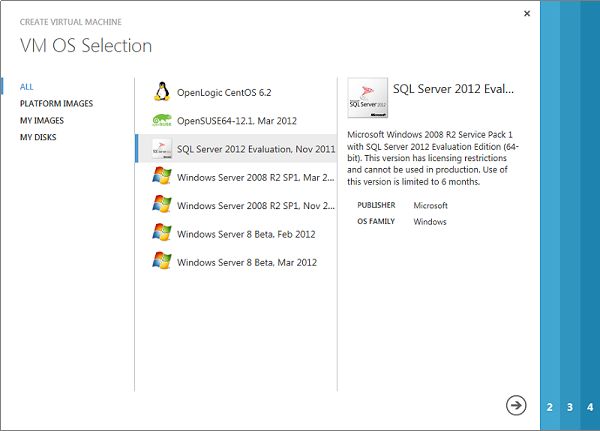 CREATE VIRTUAL MACHINE
VM OS Selection
ALL
PLATFORM IMAGES
MY IMAGES
MY DISKS
OpenLogic CentOS 6.2
OpenSUSE64-12.1, Mar 2012
SQL Server 2012 Evaluation, Nov 2011
Windows Server 2008 R2 SP1, Mar 2...
Windows Server 2008 R2 SP1, Nov 2...
Windows Server 8 Beta, Feb 2012
Windows Server 8 Beta, Mar 2012
SQL Server 2012
Microsoft
SQL Server 2012 Eval...
Microsoft Windows 2008 R2 Service Pack 1
with SQL Server 2012 Evaluation Edition (64-
bit). This version has licensing restrictions
and cannot be used in production. Use of
this version is limited to 6 months.
PUBLISHER Microsoft
OS FAMILY Windows
2 3 4